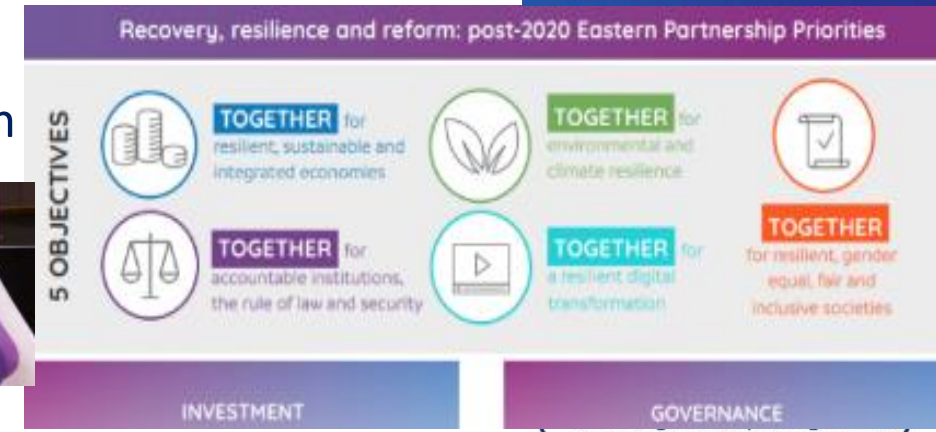 Recovery, resilience and reform: post-2020 Eastern Partnership Priorities
n
5 OBJECTIVES
TOGETHER for
resilient, sustainable and
integrated economies
TOGETHER for
environmental and
climate resilience
TOGETHER for
accountable institutions,
the rule of law and security
TOGETHER for
a resilient digital
transformation
TOGETHER
for resilient, gender
equal, fair and
inclusive societies
INVESTMENT
GOVERNANCE